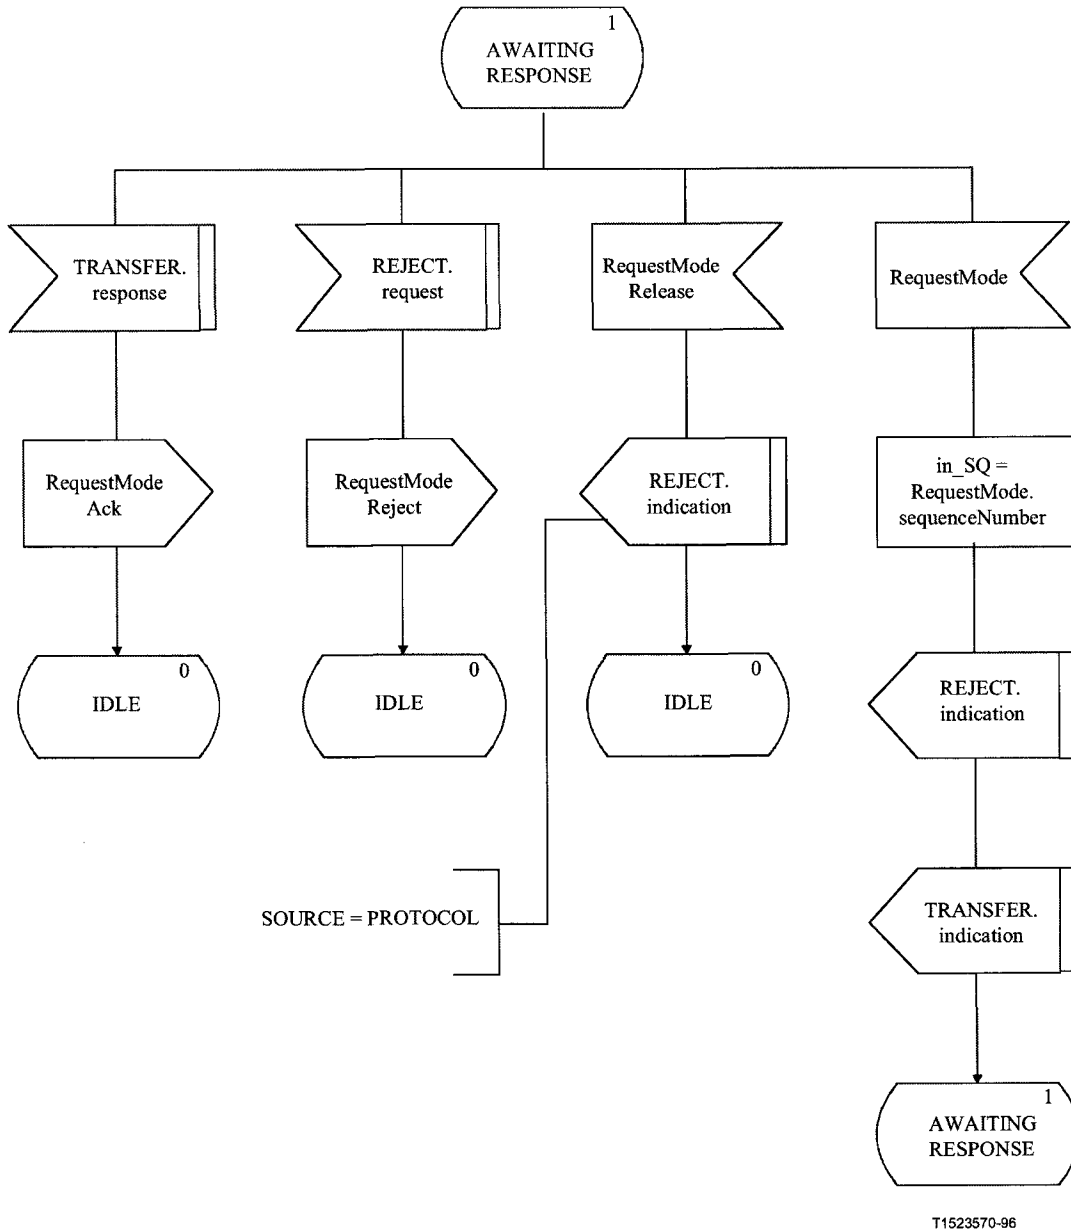 1
AWAITING
RESPONSE
TRANSFER.
response
REJECT.
request
RequestMode
Release
RequestMode
RequestMode
Ack
RequestMode
Reject
REJECT.
indication
in_SQ =
RequestMode.
sequenceNumber
0
IDLE
0
IDLE
0
IDLE
REJECT.
indication
SOURCE = PROTOCOL
TRANSFER.
indication
1
AWAITING
RESPONSE
T1523570-96